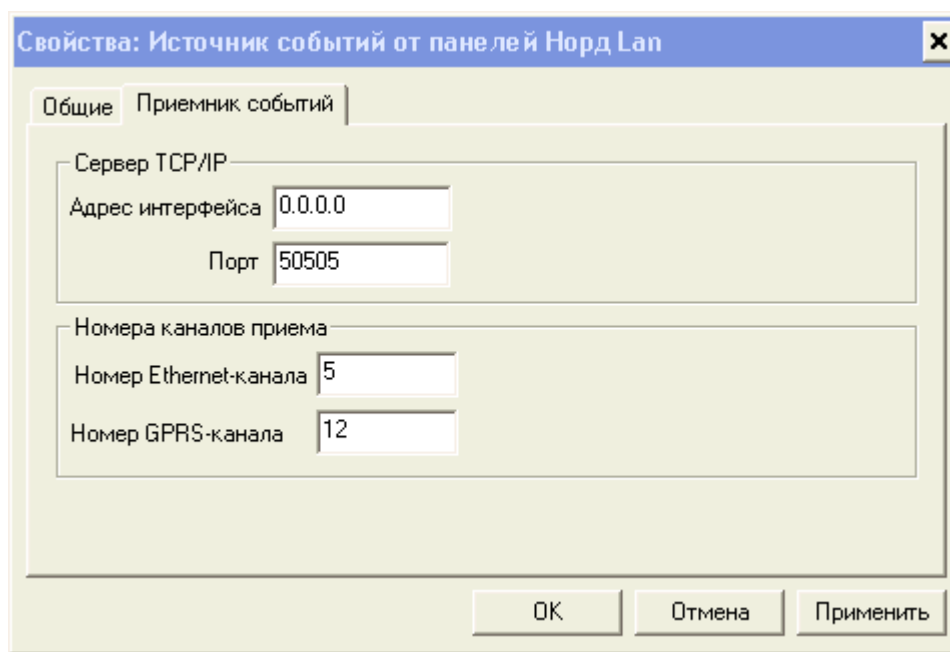 Свойства: Источник событий от панелей Норд Lan
Общие
Приемник событий
Сервер TCP/IP
Адрес интерфейса 0.0.0.0
Порт 50505
Номера каналов приема
Номер Ethernet-канала 5
Номер GPRS-канала 12
OK Отмена Применить